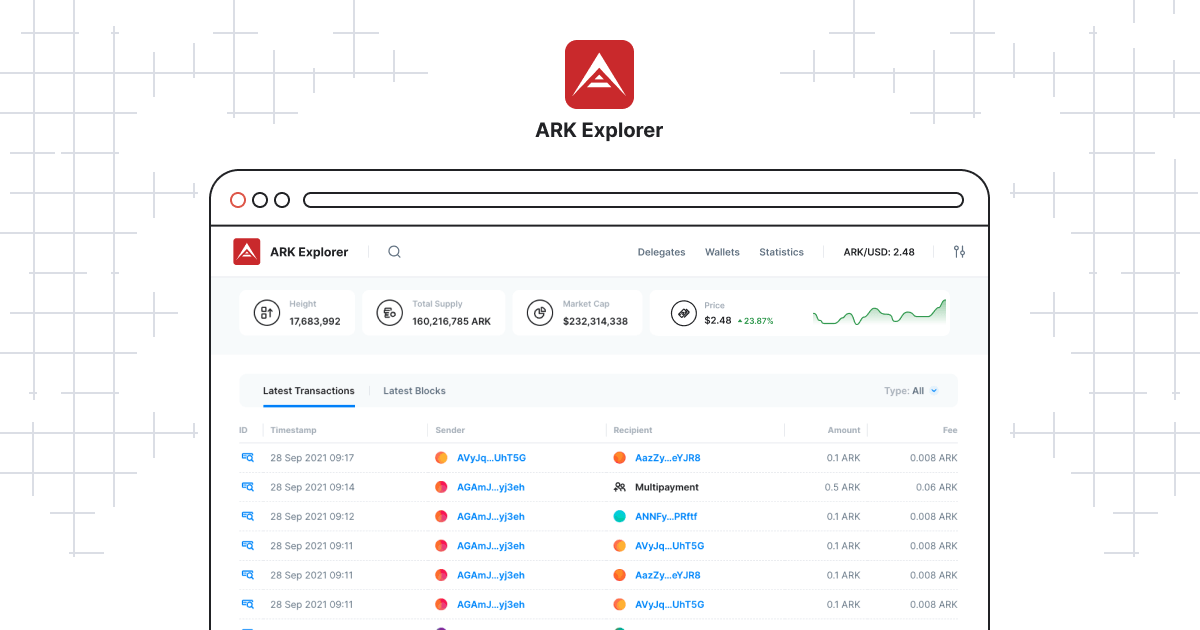 ARK Explorer
ARK Explorer Delegates Wallets Statistics ARK/USD: 2.48
Height Total Supply Market Cap Price
17,683,992 160,216,785 ARK $232,314,338 $2.48 23.87%
Latest Transactions Latest Blocks Type: All
ID Timestamp Sender Recipient Amount Fee
28 Sep 2021 09:17 AVyJq...UhT5G AazZy...eYJR8 0.1 ARK 0.008 ARK
28 Sep 2021 09:14 AGAmJ...yj3eh Multipayment 0.5 ARK 0.06 ARK
28 Sep 2021 09:12 AGAmJ...yj3eh ANNFy...PRftf 0.1 ARK 0.008 ARK
28 Sep 2021 09:11 AGAmJ...yj3eh AVyJq...UhT5G 0.1 ARK 0.008 ARK
28 Sep 2021 09:11 AGAmJ...yj3eh AazZy...eYJR8 0.1 ARK 0.008 ARK
28 Sep 2021 09:11 AGAmJ...yj3eh AVyJq...UhT5G 0.1 ARK 0.008 ARK